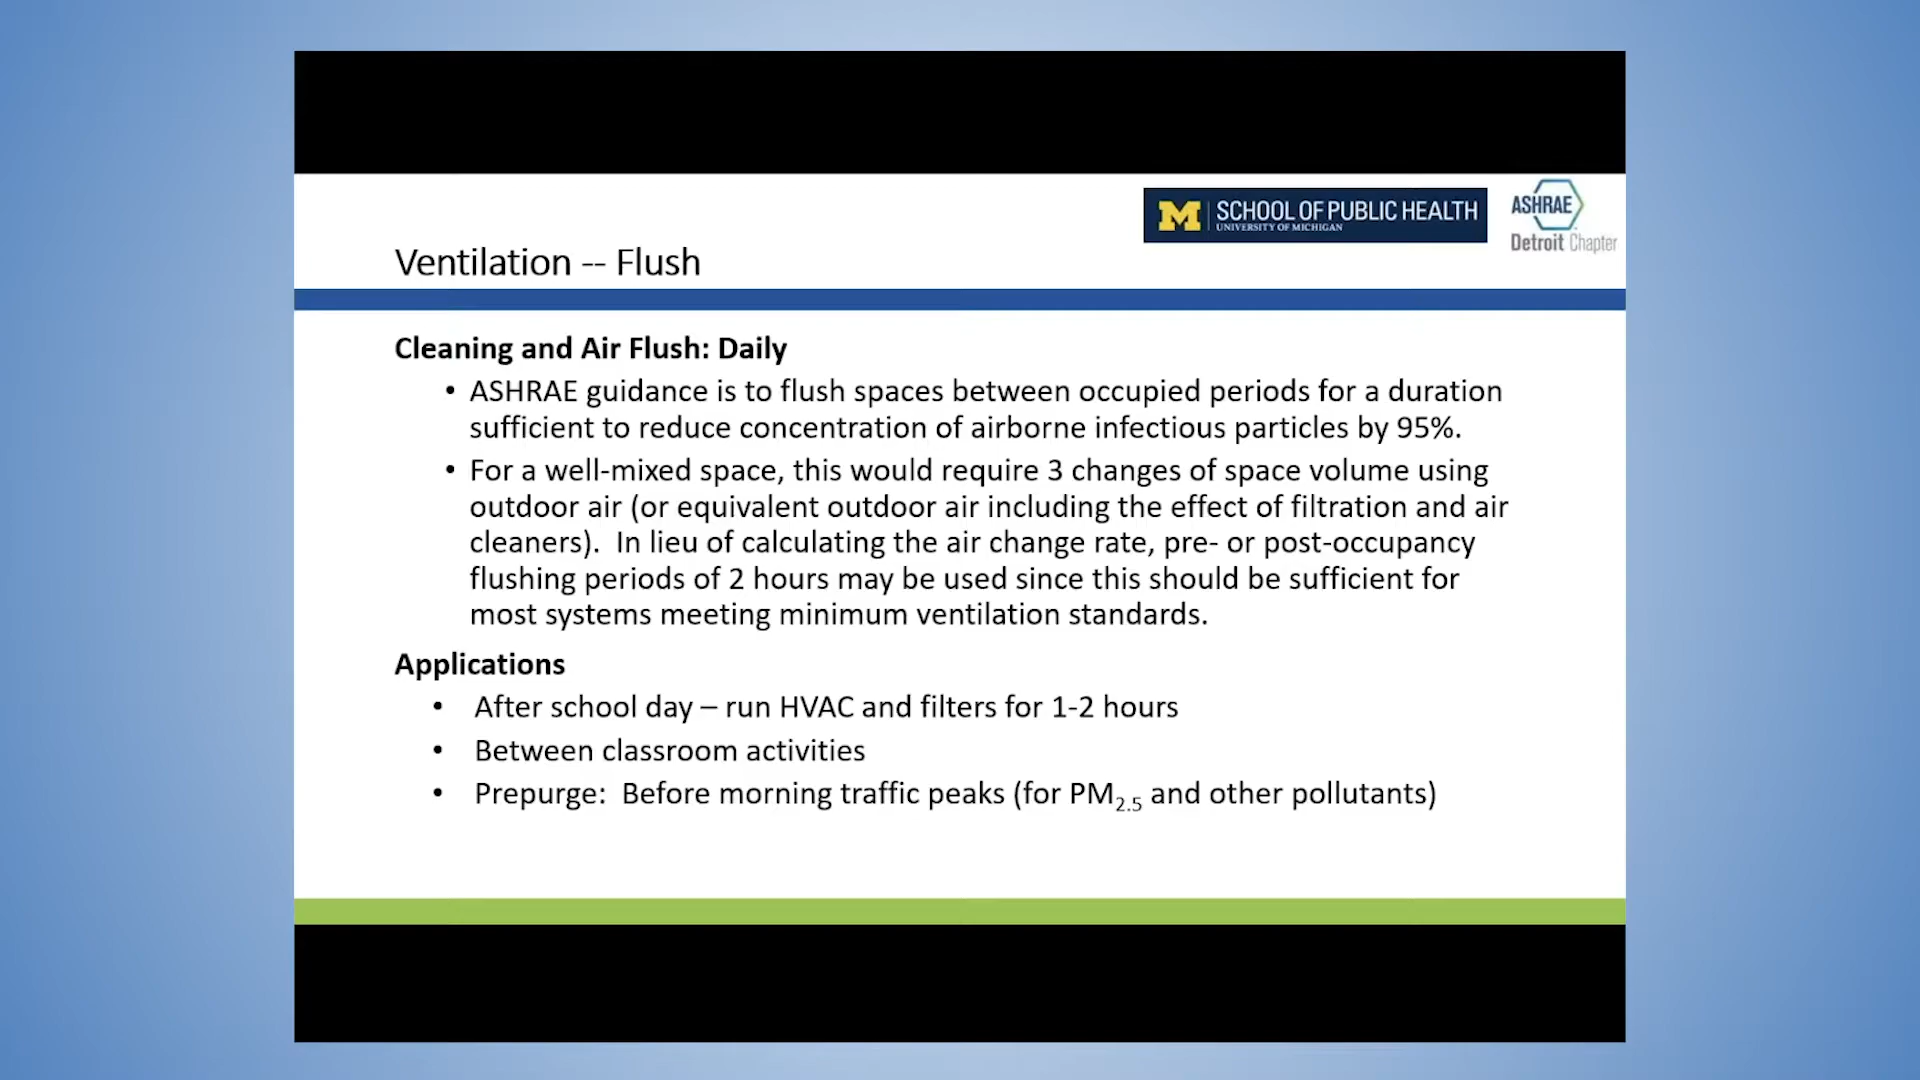 M SCHOOL OF PUBLIC HEALTH
UNIVERSITY OF MICHIGAN
ASHRAE
Detroit Chapter
Ventilation -- Flush
Cleaning and Air Flush: Daily
• ASHRAE guidance is to flush spaces between occupied periods for a duration
sufficient to reduce concentration of airborne infectious particles by 95%.
• For a well-mixed space, this would require 3 changes of space volume using
outdoor air (or equivalent outdoor air including the effect of filtration and air
cleaners).  In lieu of calculating the air change rate, pre- or post-occupancy
flushing periods of 2 hours may be used since this should be sufficient for
most systems meeting minimum ventilation standards.
Applications
• After school day – run HVAC and filters for 1-2 hours
• Between classroom activities
• Prepurge:  Before morning traffic peaks (for PM2.5 and other pollutants)